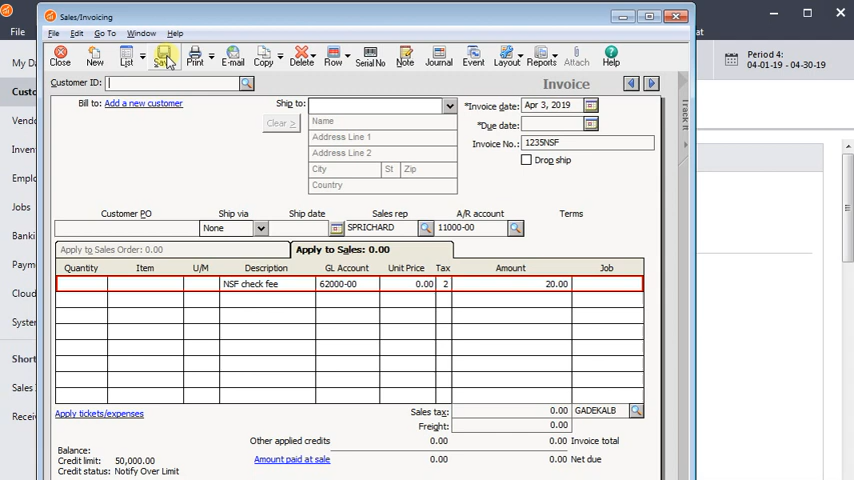 Sales/Invoicing
File Edit Go To Window Help
Close New List Save Print E-mail Copy Delete Row Serial No Note Journal Event Layout Reports Attach Help
Customer ID:
Invoice
Bill to: Add a new customer
Ship to:
*Invoice date: Apr 3, 2019
Clear >
Name
Address Line 1
Address Line 2
City St Zip
Country
*Due date:
Invoice No.: 1235NSF
Drop ship
Customer PO Ship via Ship date Sales rep A/R account Terms
None SPRICHARD 11000-00
Apply to Sales Order: 0.00 Apply to Sales: 0.00
Quantity Item U/M Description GL Account Unit Price Tax Amount Job
NSF check fee 62000-00 0.00 2 20.00
Apply tickets/expenses
Sales tax: 0.00 GADEKALB
Freight: 0.00
Other applied credits 0.00 0.00 Invoice total
Amount paid at sale 0.00 0.00 Net due
Balance:
Credit limit: 50,000.00
Credit status: Notify Over Limit
Track It
File
My Da
Custo
Vendo
Inven
Emplo
Jobs
Banki
Paym
Cloud
Syste
Short
Sales
Recei
at
Period 4:
04-01-19 - 04-30-19